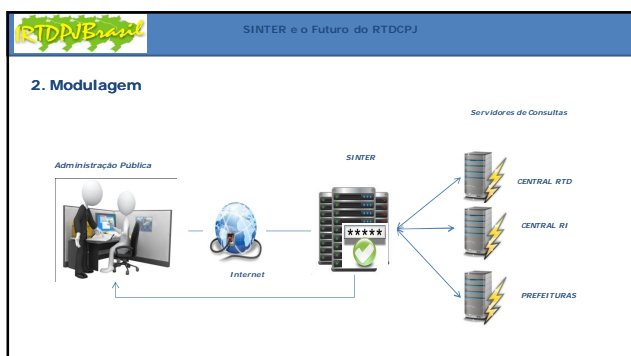 IRTDPJBrasil
SINTER e o Futuro do RTDCPJ
2. Modulagem
Servidores de Consultas
Administração Pública
SINTER
CENTRAL RTD
CENTRAL RI
*****
Internet
PREFEITURAS